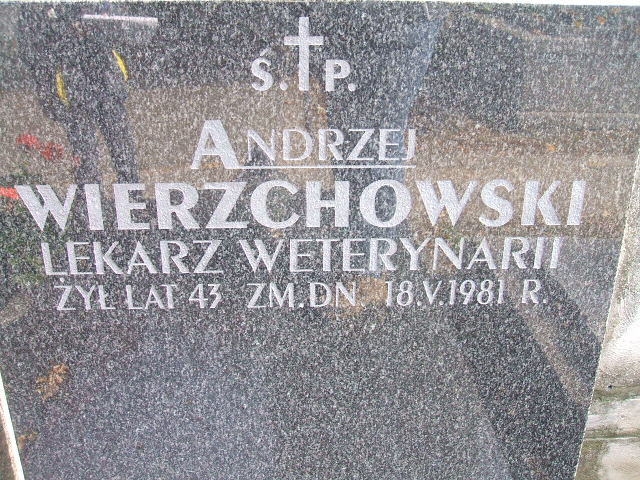 Ś.P.
ANDRZEJ
WIERZCHOWSKI
LEKARZ WETERYNARII
ŻYŁ LAT 43 ZM.DN 18.V.1981 R.